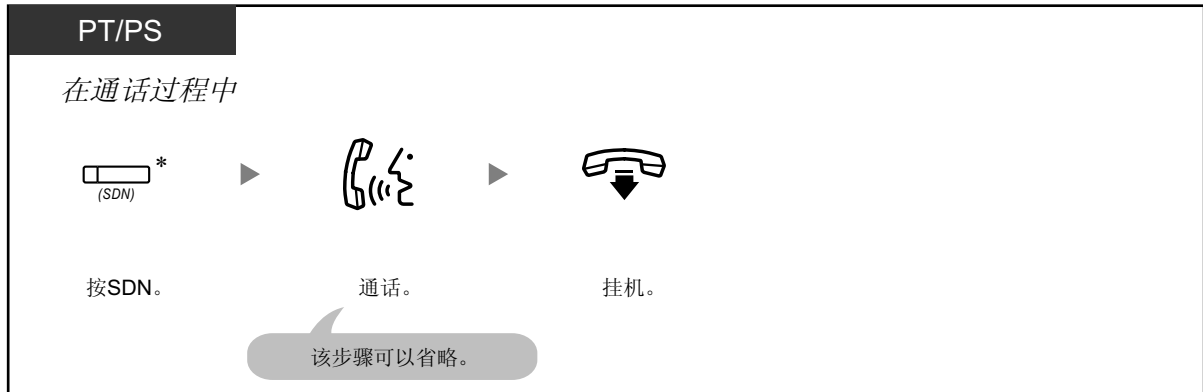 PT/PS
在通话过程中
*
(SDN)
按SDN。
通话。
挂机。
该步骤可以省略。